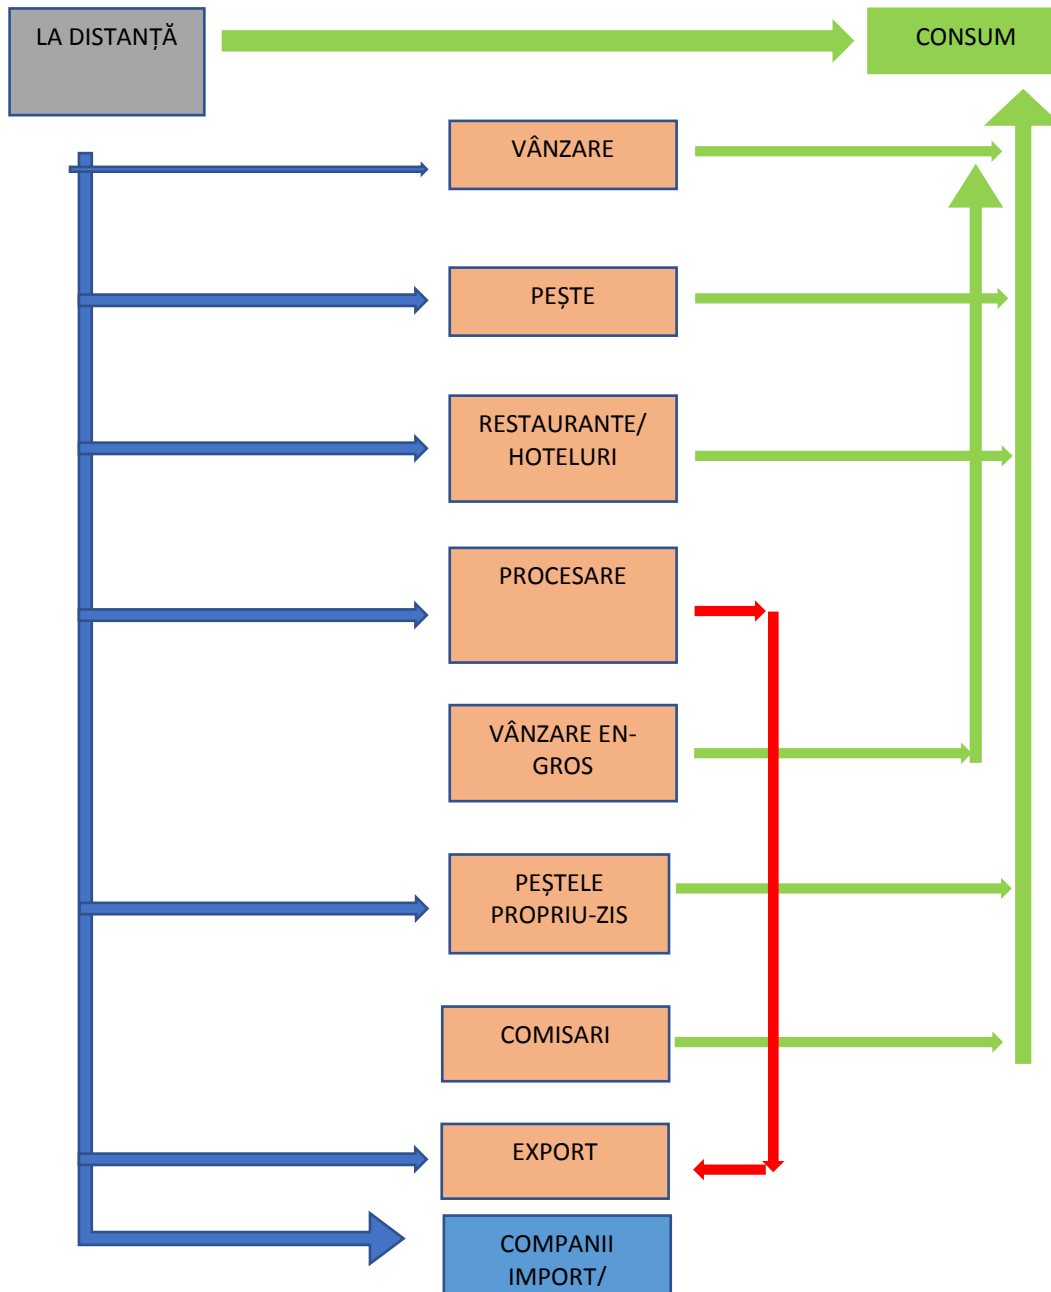 LA DISTANȚĂ
CONSUM
VÂNZARE
PEȘTE
RESTAURANTE/
HOTELURI
PROCESARE
VÂNZARE EN-
GROS
PEȘTELE
PROPRIU-ZIS
COMISARI
EXPORT
COMPANII
IMPORT/